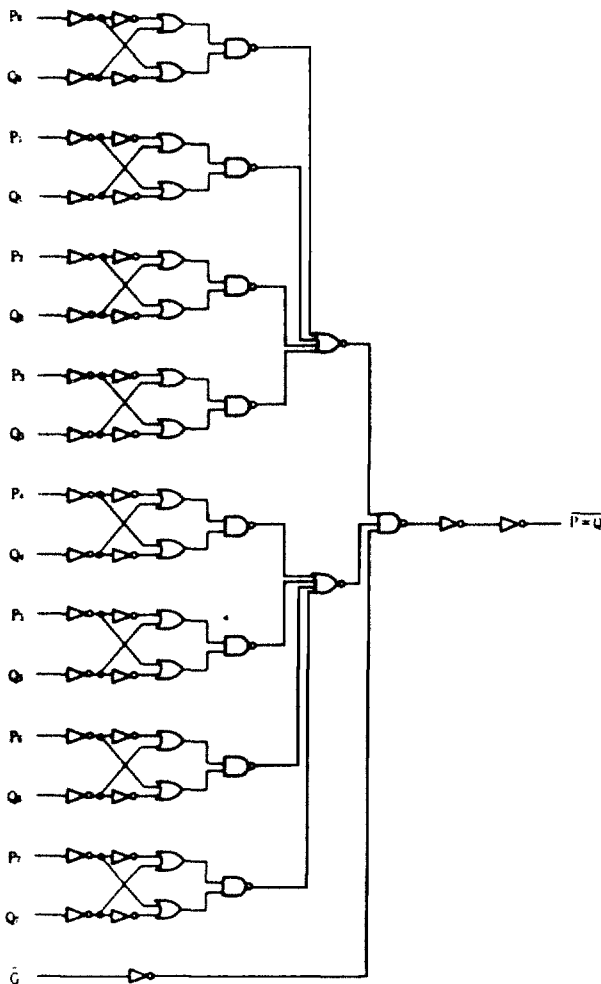 P₀
Q₀
P₁
Q₁
P₂
Q₂
P₃
Q₃
P₄
Q₄
P₅
Q₅
P₆
Q₆
P₇
Q₇
G̅
P̅ ̅=̅ ̅Q̅